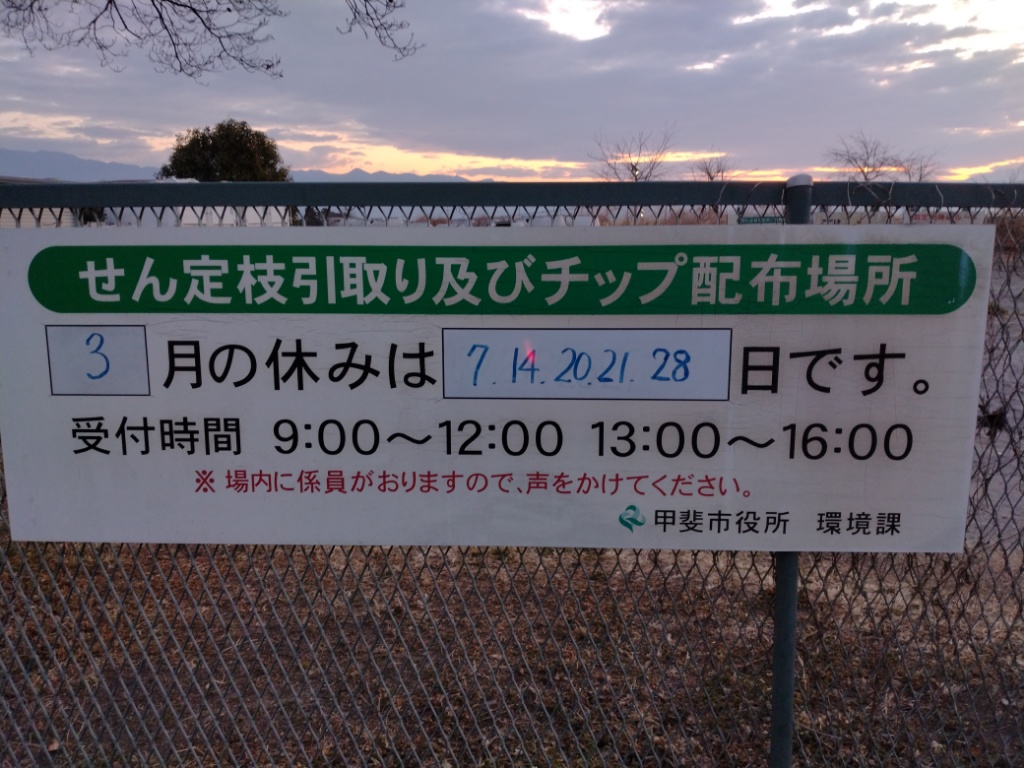 せん定枝引取り及びチップ配布場所
3月の休みは 7.14.20.21.28 日です。
受付時間 9:00～12:00 13:00～16:00
※場内に係員がおりますので、声をかけてください。
甲斐市役所 環境課